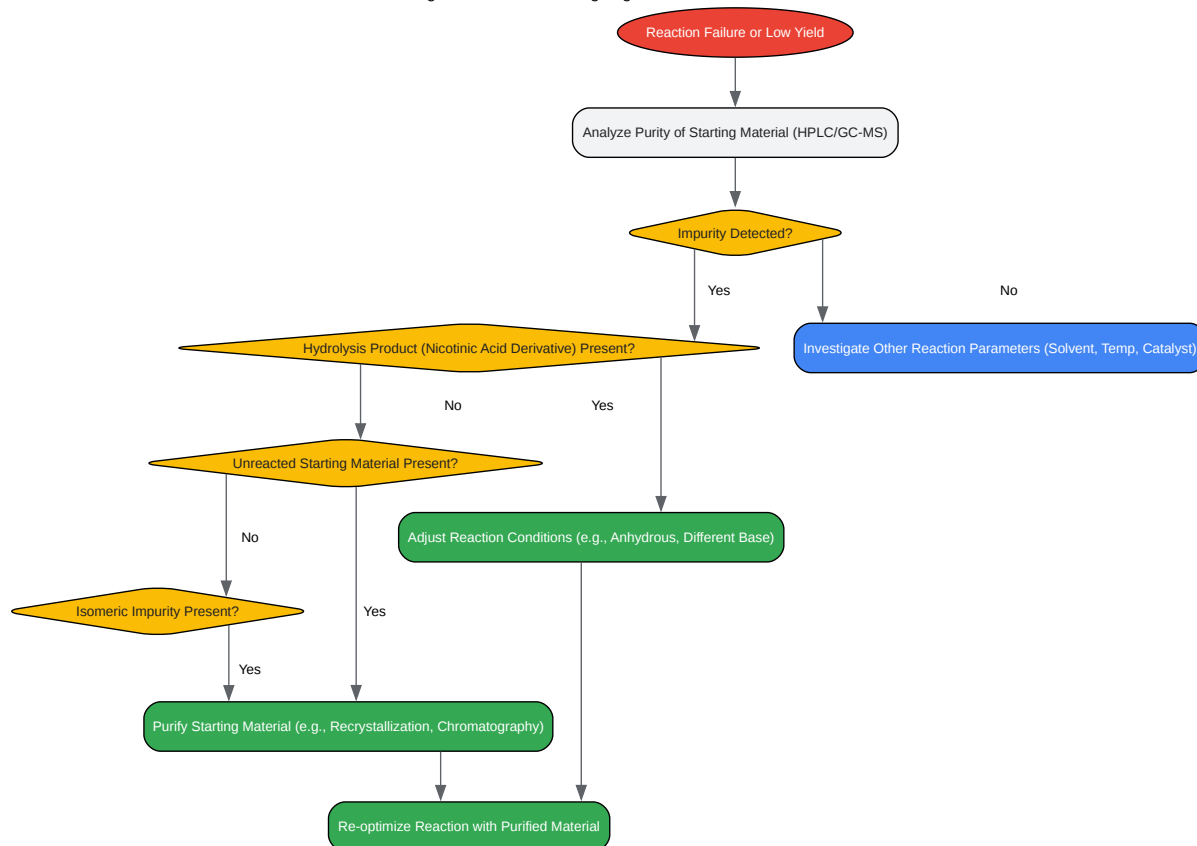 Reaction Failure or Low Yield
Analyze Purity of Starting Material (HPLC/GC-MS)
Impurity Detected?
Yes
No
Hydrolysis Product (Nicotinic Acid Derivative) Present?
Investigate Other Reaction Parameters (Solvent, Temp, Catalyst)
No
Yes
Unreacted Starting Material Present?
No
Adjust Reaction Conditions (e.g., Anhydrous, Different Base)
Isomeric Impurity Present?
Yes
Yes
Purify Starting Material (e.g., Recrystallization, Chromatography)
Re-optimize Reaction with Purified Material